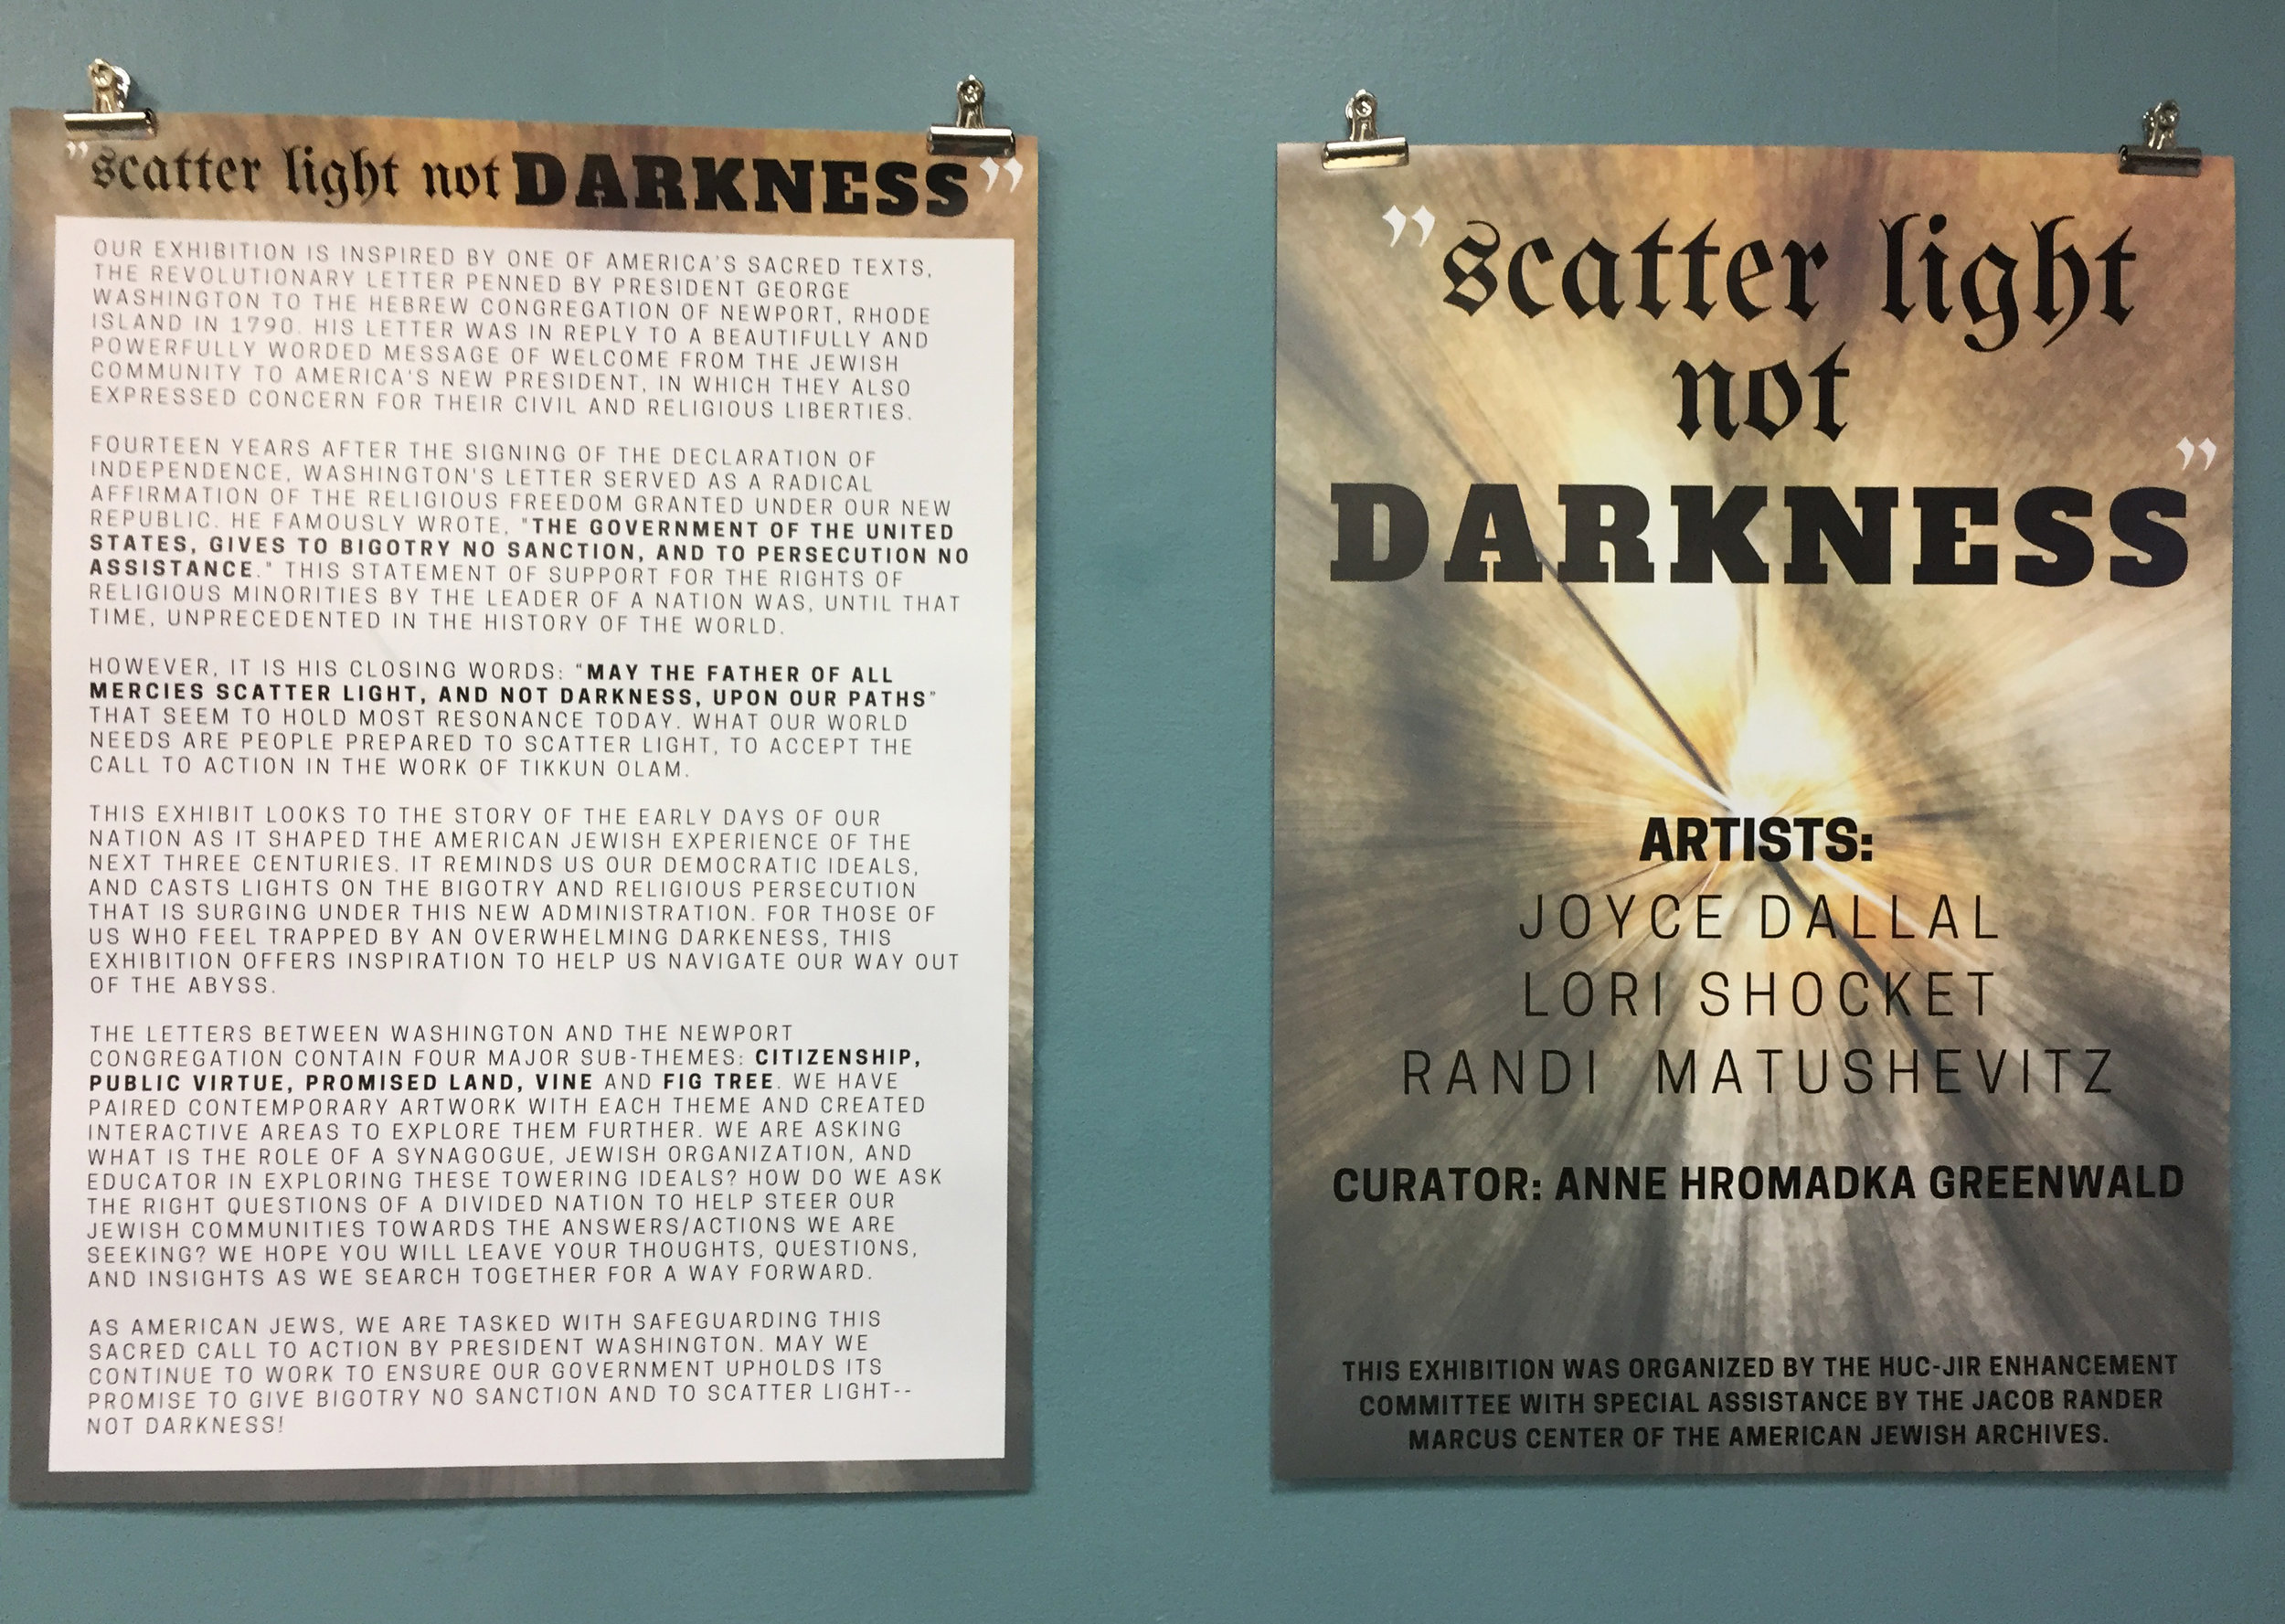 ”scatter light not DARKNESS”
OUR EXHIBITION IS INSPIRED BY ONE OF AMERICA'S SACRED TEXTS,
THE REVOLUTIONARY LETTER PENNED BY PRESIDENT GEORGE
WASHINGTON TO THE HEBREW CONGREGATION OF NEWPORT, RHODE
ISLAND IN 1790. HIS LETTER WAS IN REPLY TO A BEAUTIFULLY AND
POWERFULLY WORDED MESSAGE OF WELCOME FROM THE JEWISH
COMMUNITY TO AMERICA'S NEW PRESIDENT, IN WHICH THEY ALSO
EXPRESSED CONCERN FOR THEIR CIVIL AND RELIGIOUS LIBERTIES.
FOURTEEN YEARS AFTER THE SIGNING OF THE DECLARATION OF
INDEPENDENCE, WASHINGTON'S LETTER SERVED AS A RADICAL
AFFIRMATION OF THE RELIGIOUS FREEDOM GRANTED UNDER OUR NEW
REPUBLIC. HE FAMOUSLY WROTE, "THE GOVERNMENT OF THE UNITED
STATES, GIVES TO BIGOTRY NO SANCTION, AND TO PERSECUTION NO
ASSISTANCE." THIS STATEMENT OF SUPPORT FOR THE RIGHTS OF
RELIGIOUS MINORITIES BY THE LEADER OF A NATION WAS, UNTIL THAT
TIME, UNPRECEDENTED IN THE HISTORY OF THE WORLD.
HOWEVER, IT IS HIS CLOSING WORDS: "MAY THE FATHER OF ALL
MERCIES SCATTER LIGHT, AND NOT DARKNESS, UPON OUR PATHS"
THAT SEEM TO HOLD MOST RESONANCE TODAY. WHAT OUR WORLD
NEEDS ARE PEOPLE PREPARED TO SCATTER LIGHT, TO ACCEPT THE
CALL TO ACTION IN THE WORK OF TIKKUN OLAM.
THIS EXHIBIT LOOKS TO THE STORY OF THE EARLY DAYS OF OUR
NATION AS IT SHAPED THE AMERICAN JEWISH EXPERIENCE OF THE
NEXT THREE CENTURIES. IT REMINDS US OUR DEMOCRATIC IDEALS,
AND CASTS LIGHTS ON THE BIGOTRY AND RELIGIOUS PERSECUTION
THAT IS SURGING UNDER THIS NEW ADMINISTRATION. FOR THOSE OF
US WHO FEEL TRAPPED BY AN OVERWHELMING DARKENESS, THIS
EXHIBITION OFFERS INSPIRATION TO HELP US NAVIGATE OUR WAY OUT
OF THE ABYSS.
THE LETTERS BETWEEN WASHINGTON AND THE NEWPORT
CONGREGATION CONTAIN FOUR MAJOR SUB-THEMES: CITIZENSHIP,
PUBLIC VIRTUE, PROMISED LAND, VINE AND FIG TREE. WE HAVE
PAIRED CONTEMPORARY ARTWORK WITH EACH THEME AND CREATED
INTERACTIVE AREAS TO EXPLORE THEM FURTHER. WE ARE ASKING
WHAT IS THE ROLE OF A SYNAGOGUE, JEWISH ORGANIZATION, AND
EDUCATOR IN EXPLORING THESE TOWERING IDEALS? HOW DO WE ASK
THE RIGHT QUESTIONS OF A DIVIDED NATION TO HELP STEER OUR
JEWISH COMMUNITIES TOWARDS THE ANSWERS/ACTIONS WE ARE
SEEKING? WE HOPE YOU WILL LEAVE YOUR THOUGHTS, QUESTIONS,
AND INSIGHTS AS WE SEARCH TOGETHER FOR A WAY FORWARD.
AS AMERICAN JEWS, WE ARE TASKED WITH SAFEGUARDING THIS
SACRED CALL TO ACTION BY PRESIDENT WASHINGTON. MAY WE
CONTINUE TO WORK TO ENSURE OUR GOVERNMENT UPHOLDS ITS
PROMISE TO GIVE BIGOTRY NO SANCTION AND TO SCATTER LIGHT--
NOT DARKNESS!
”scatter light
not
DARKNESS”
ARTISTS:
JOYCE DALLAL
LORI SHOCKET
RANDI MATUSHEVITZ
CURATOR: ANNE HROMADKA GREENWALD
THIS EXHIBITION WAS ORGANIZED BY THE HUC-JIR ENHANCEMENT
COMMITTEE WITH SPECIAL ASSISTANCE BY THE JACOB RANDER
MARCUS CENTER OF THE AMERICAN JEWISH ARCHIVES.